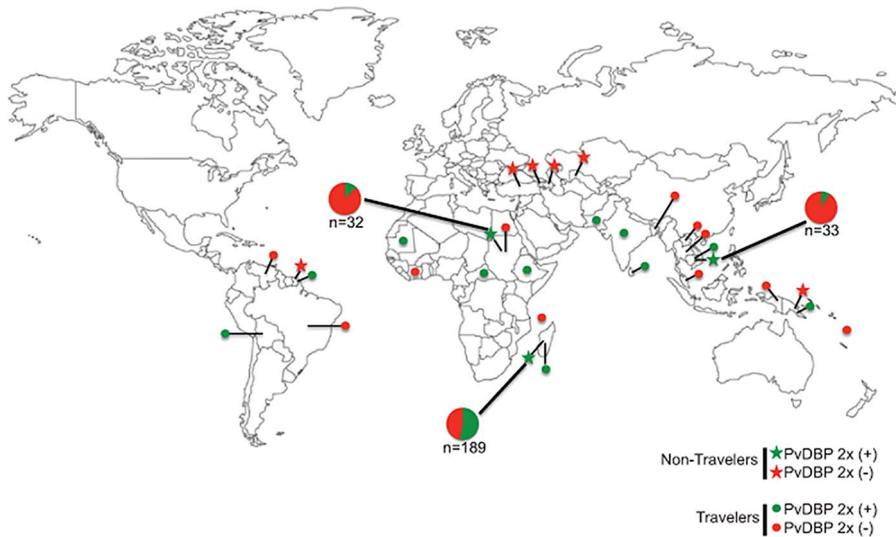 n=32
n=33
n=189
Non-Travelers
PvDBP 2x (+)
PvDBP 2x (-)
Travelers
PvDBP 2x (+)
PvDBP 2x (-)